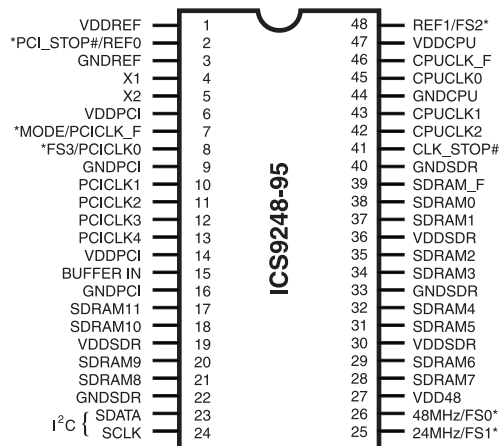 VDDREF 1 48 REF1/FS2*
*PCI_STOP#/REF0 2 47 VDDCPU
GNDREF 3 46 CPUCLK_F
X1 4 45 CPUCLK0
X2 5 44 GNDCPU
VDDPCI 6 43 CPUCLK1
*MODE/PCICLK_F 7 42 CPUCLK2
*FS3/PCICLK0 8 41 CLK_STOP#
GNDPCI 9 40 GNDSDR
PCICLK1 10 39 SDRAM_F
PCICLK2 11 38 SDRAM0
PCICLK3 12 37 SDRAM1
PCICLK4 13 36 VDDSDR
VDDPCI 14 35 SDRAM2
BUFFER IN 15 34 SDRAM3
GNDPCI 16 33 GNDSDR
SDRAM11 17 32 SDRAM4
SDRAM10 18 31 SDRAM5
VDDSDR 19 30 VDDSDR
SDRAM9 20 29 SDRAM6
SDRAM8 21 28 SDRAM7
GNDSDR 22 27 VDD48
I²C { SDATA 23 26 48MHz/FS0*
SCLK 24 25 24MHz/FS1*
ICS9248-95